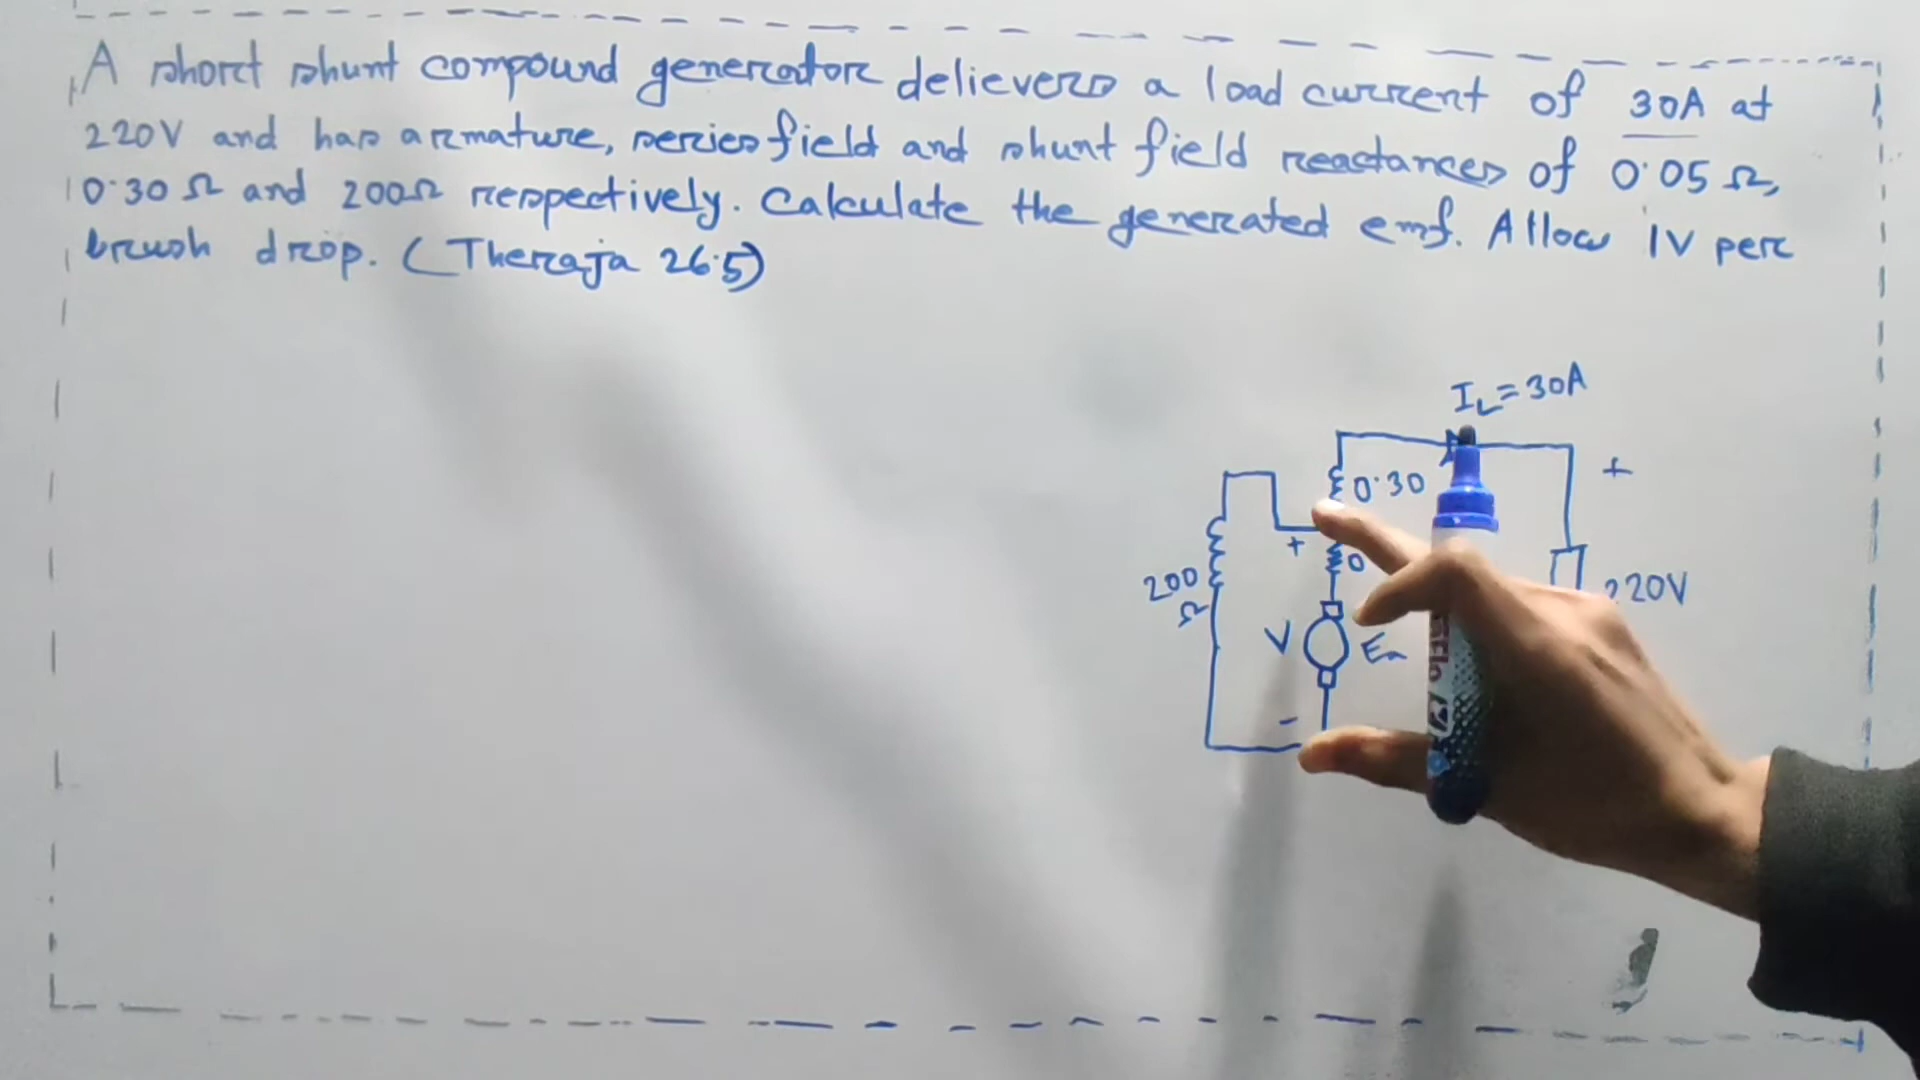 A short shunt compound generator delievers a load current of 30A at
220V and has armature, series field and shunt field reactances of 0.05 Ω,
0.30 Ω and 200Ω respectively. Calculate the generated emf. Allow 1V per
brush drop. (Theraja 26.5)
I_L = 30A
0.30
+
+
0
200
Ω
220V
V
-